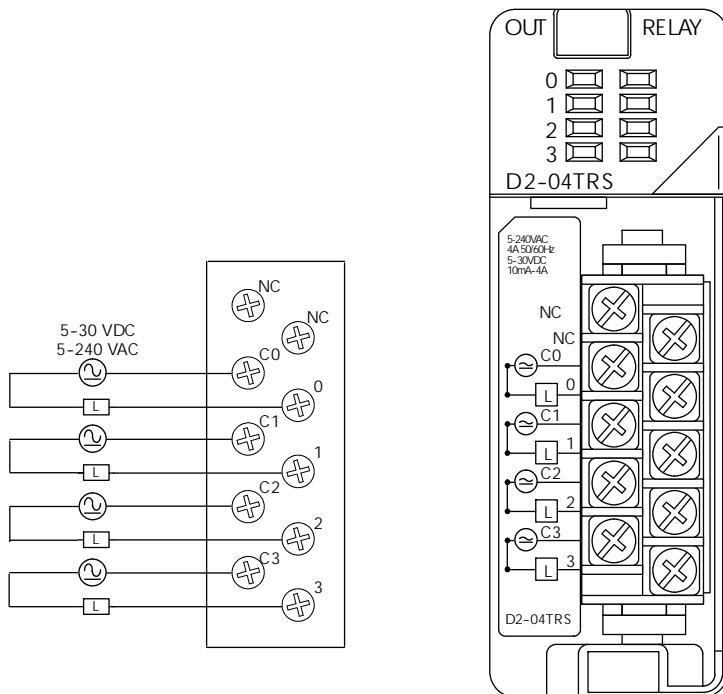 OUT RELAY
0
1
2
3
D2-04TRS
5-240VAC
4A 50/60Hz
5-30VDC
10mA-4A
NC
NC
C0
L 0
C1
L 1
C2
L 2
C3
L 3
D2-04TRS
NC
NC
5-30 VDC
5-240 VAC
C0
L 0
C1
L 1
C2
L 2
C3
L 3